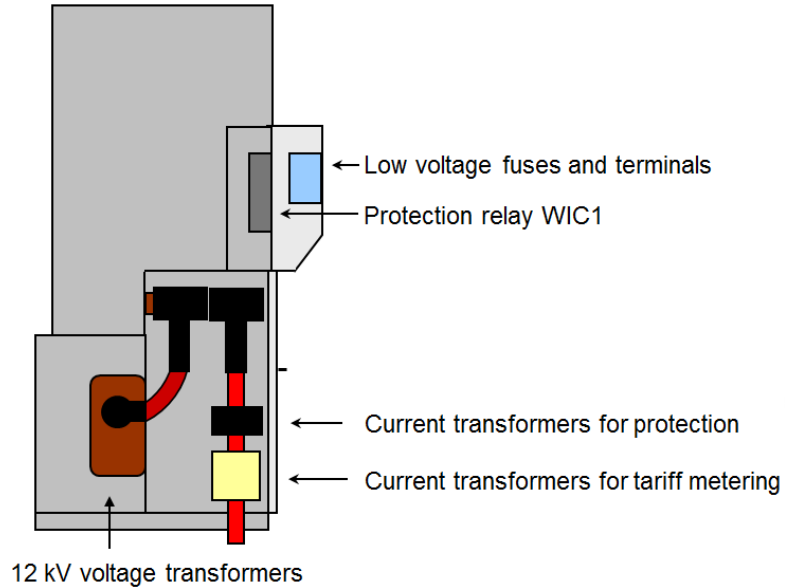 Low voltage fuses and terminals
Protection relay WIC1
Current transformers for protection
Current transformers for tariff metering
12 kV voltage transformers